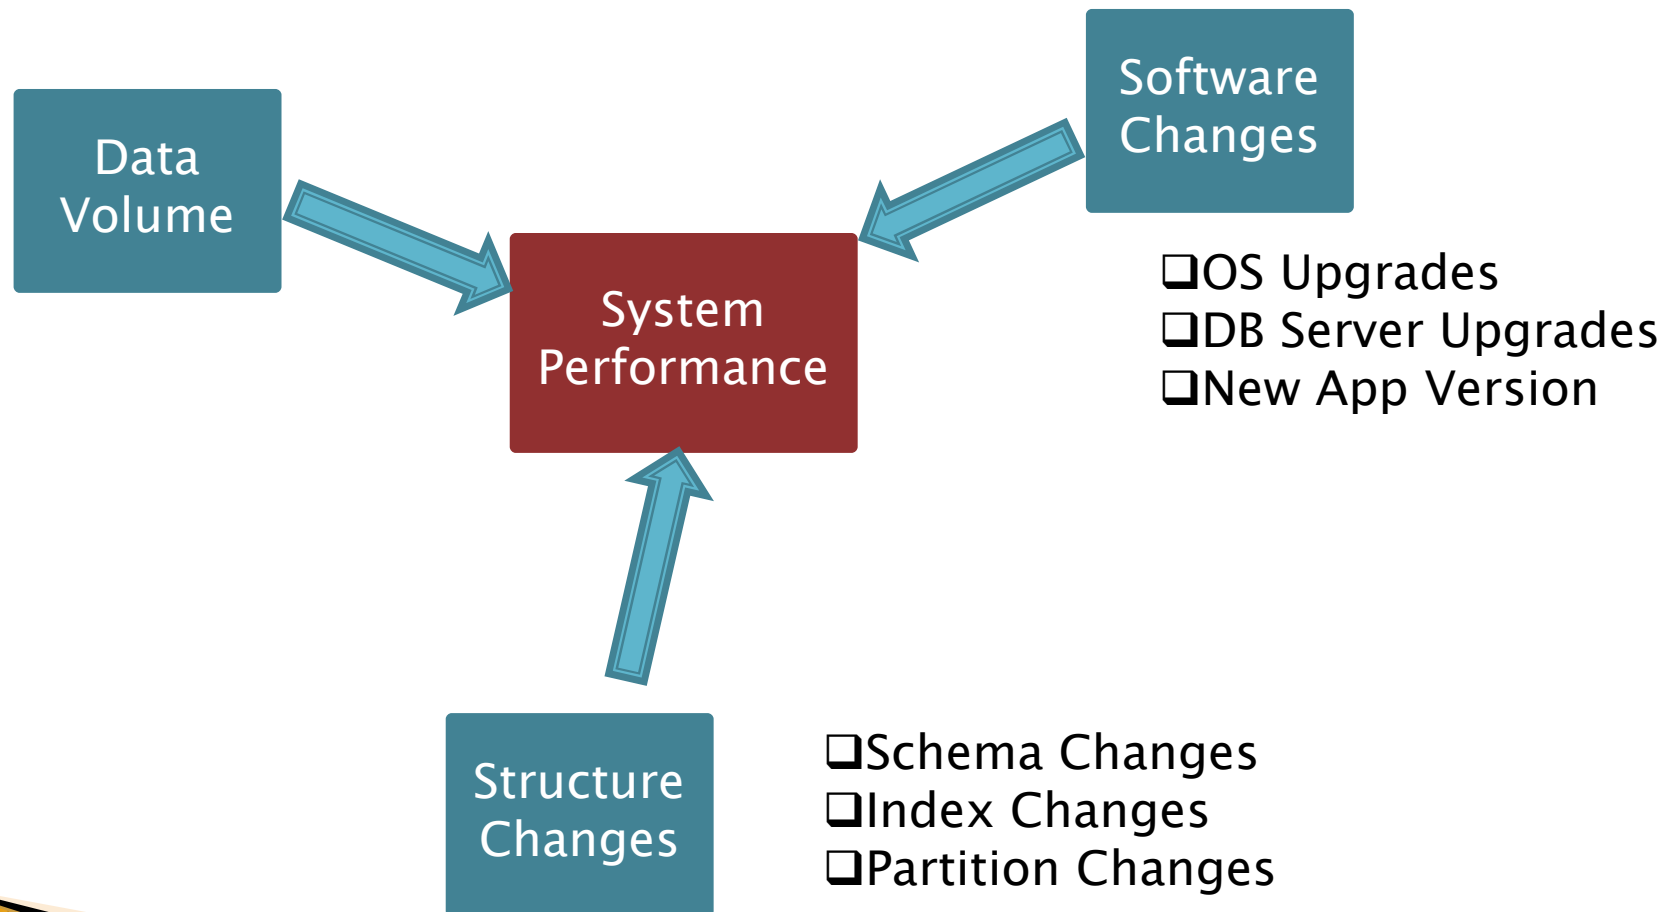 Data
Volume
Software
Changes
System
Performance
❑OS Upgrades
❑DB Server Upgrades
❑New App Version
Structure
Changes
❑Schema Changes
❑Index Changes
❑Partition Changes